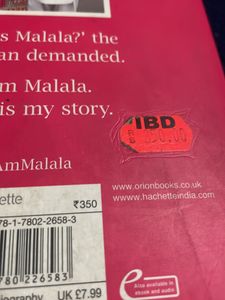 s Malala?' the
an demanded.
m Malala.
is my story.
IBD
AmMalala
ette
₹350
www.orionbooks.co.uk
www.hachetteindia.com
78-1-7802-2658-3
780226583
iography
UK £7.99
e
Also available in
ebook and audio